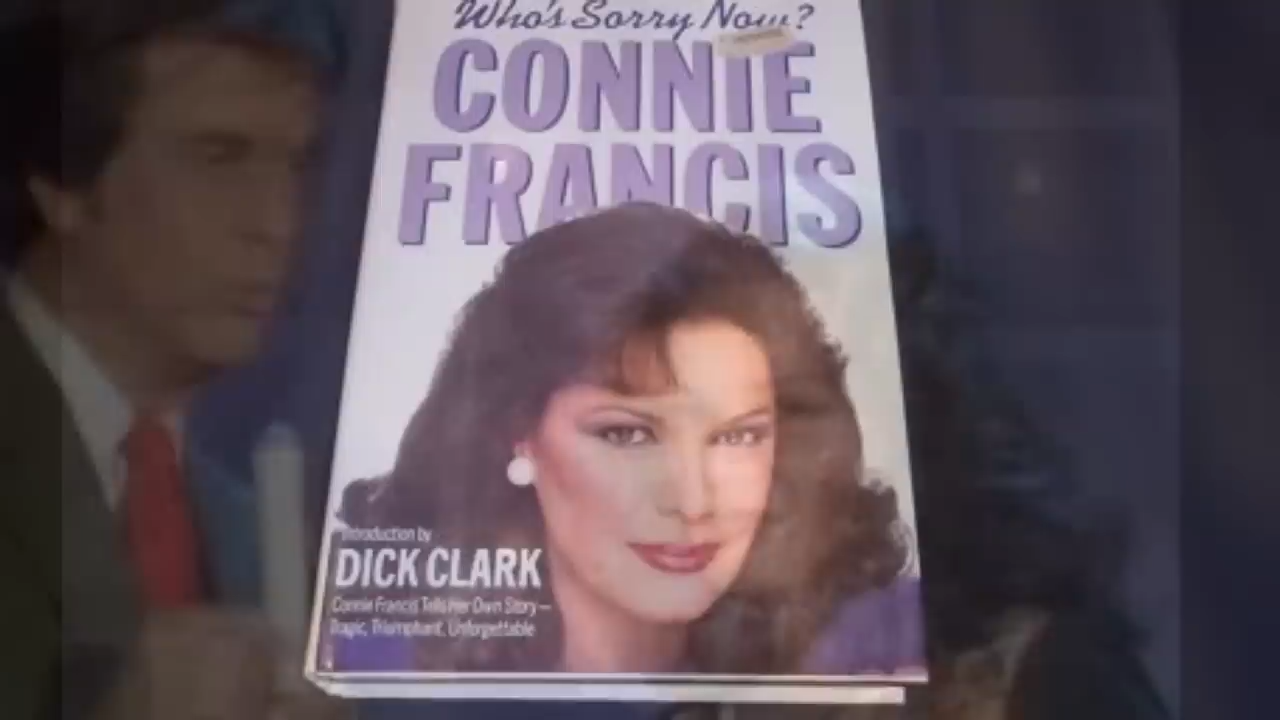 Who's Sorry Now?
CONNIE
FRANCIS
Introduction by
DICK CLARK
Connie Francis Tells Her Own Story—
Tragic, Triumphant, Unforgettable